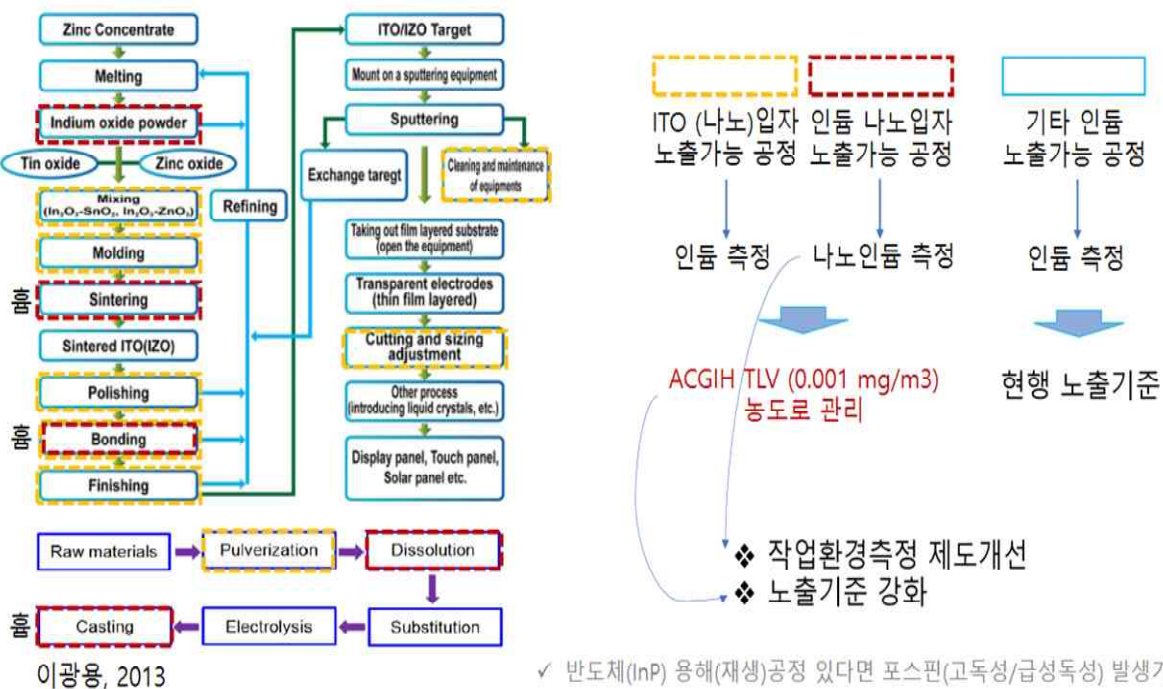 Zinc Concentrate
Melting
Indium oxide powder
Tin oxide
Zinc oxide
Mixing
(In₂O₃-SnO₂, In₂O₃-ZnO₂)
Refining
Molding
흄
Sintering
Sintered ITO(IZO)
Polishing
흄
Bonding
Finishing
ITO/IZO Target
Mount on a sputtering equipment
Sputtering
Exchange taregt
Cleaning and maintenance
of equipments
Taking out film layered substrate
(open the equipment)
Transparent electrodes
(thin film layered)
Cutting and sizing
adjustment
Other process
(introducing liquid crystals, etc.)
Display panel, Touch panel,
Solar panel etc.
Raw materials
Pulverization
Dissolution
흄
Casting
Electrolysis
Substitution
이광용, 2013
ITO (나노)입자
노출가능 공정
인듐 나노입자
노출가능 공정
기타 인듐
노출가능 공정
인듐 측정
나노인듐 측정
인듐 측정
ACGIH TLV (0.001 mg/m3)
농도로 관리
현행 노출기준
❖ 작업환경측정 제도개선
❖ 노출기준 강화
✓ 반도체(InP) 용해(재생)공정 있다면 포스핀(고독성/급성독성)